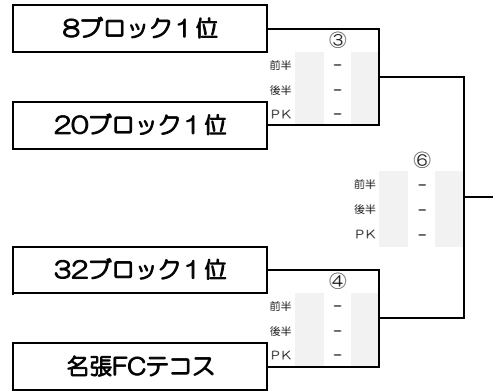 8ブロック1位
③
前半 -
後半 -
PK -
20ブロック1位
⑥
前半 -
後半 -
PK -
32ブロック1位
④
前半 -
後半 -
PK -
名張FCテコス